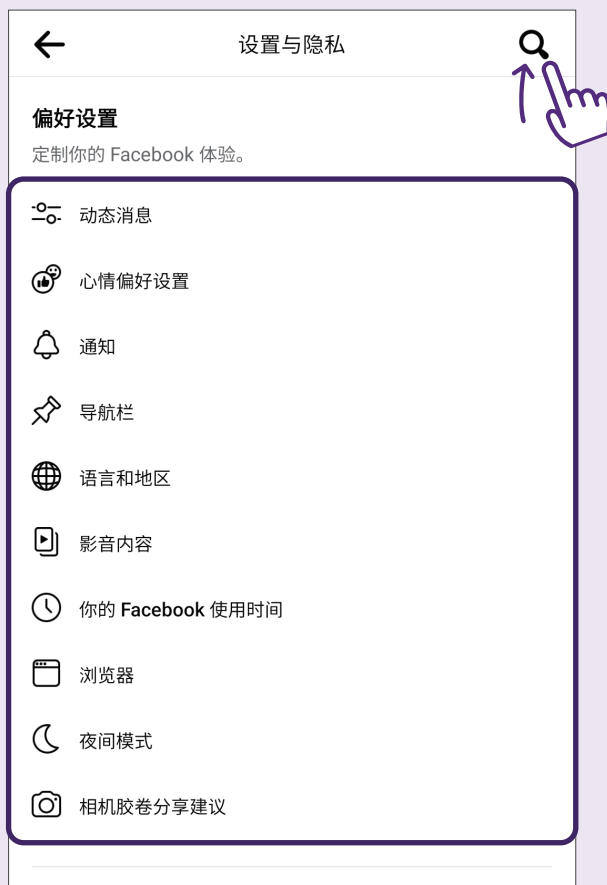 设置与隐私
偏好设置
定制你的 Facebook 体验。
动态消息
心情偏好设置
通知
导航栏
语言和地区
影音内容
你的 Facebook 使用时间
浏览器
夜间模式
相机胶卷分享建议